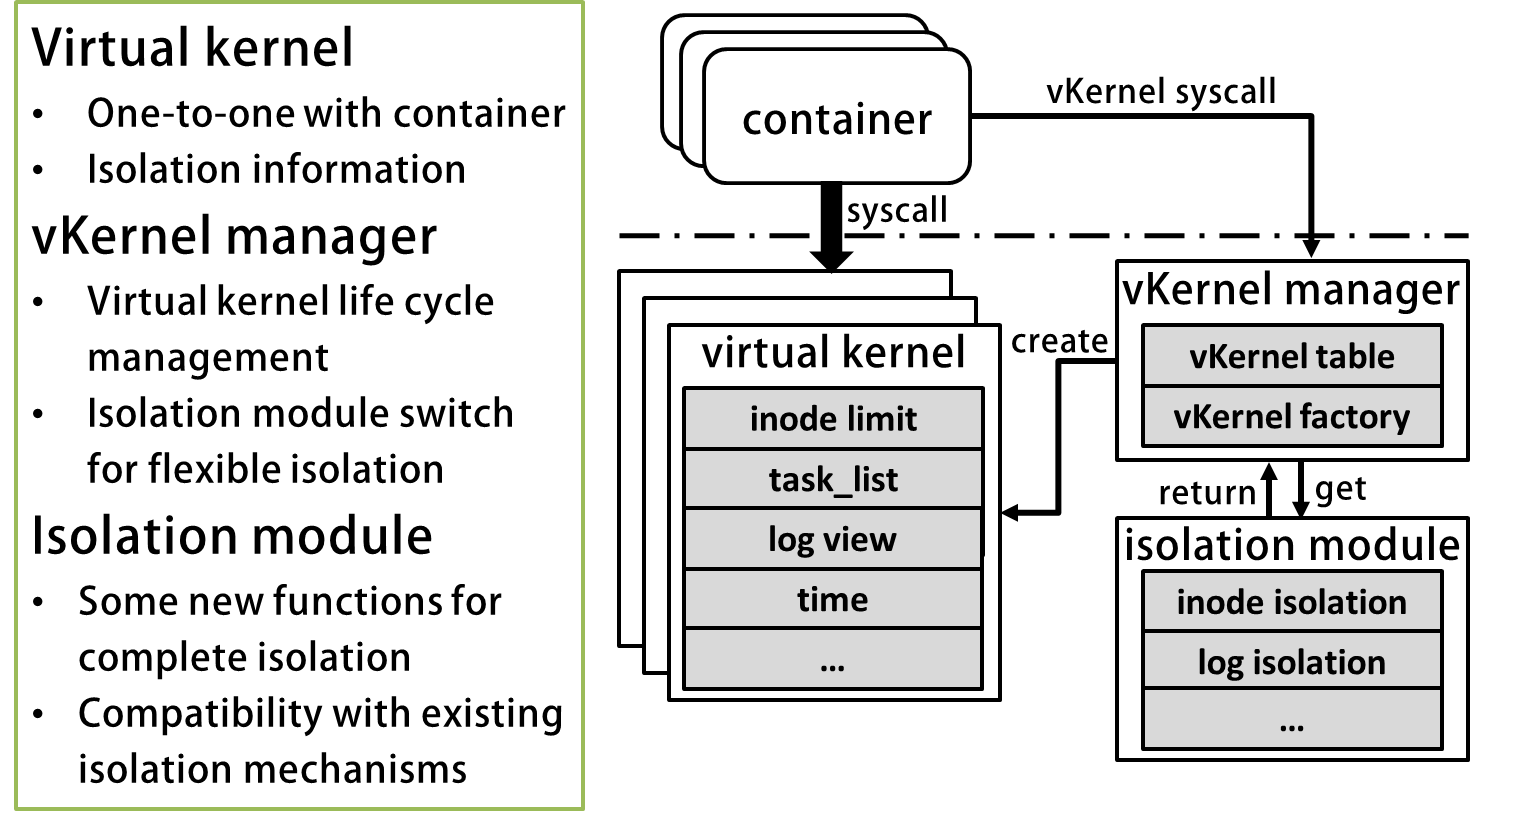 Virtual kernel
• One-to-one with container
• Isolation information
vKernel manager
• Virtual kernel life cycle
management
• Isolation module switch
for flexible isolation
Isolation module
• Some new functions for
complete isolation
• Compatibility with existing
isolation mechanisms
container
vKernel syscall
syscall
virtual kernel
inode limit
task_list
log view
time
...
create
vKernel manager
vKernel table
vKernel factory
return
get
isolation module
inode isolation
log isolation
...